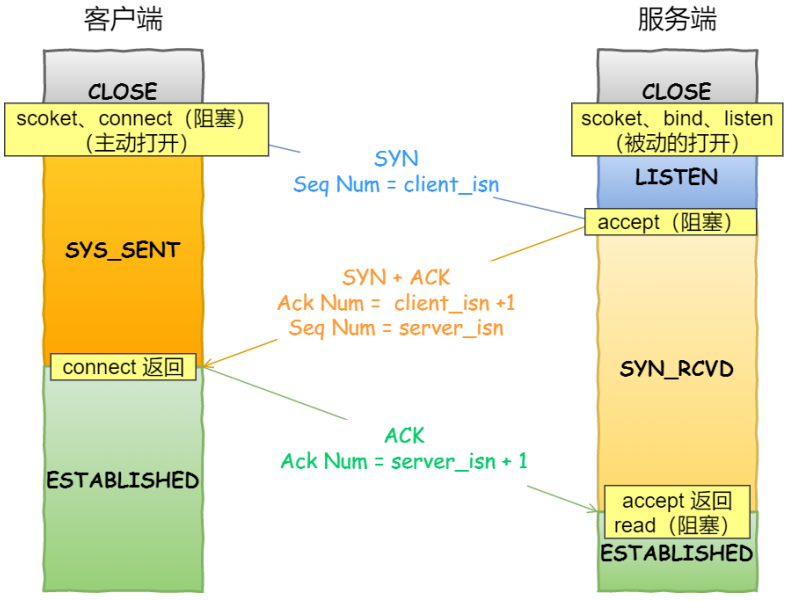 客户端
服务端
CLOSE
CLOSE
scoket、connect（阻塞）
（主动打开）
scoket、bind、listen
（被动的打开）
SYN
Seq Num = client_isn
LISTEN
accept（阻塞）
SYS_SENT
SYN + ACK
Ack Num = client_isn +1
Seq Num = server_isn
connect 返回
SYN_RCVD
ACK
Ack Num = server_isn + 1
ESTABLISHED
accept 返回
read（阻塞）
ESTABLISHED